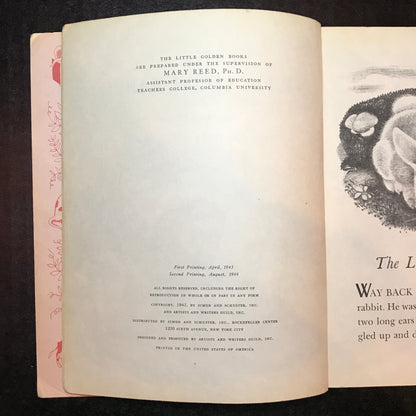 THE LITTLE GOLDEN BOOKS
ARE PREPARED UNDER THE SUPERVISION OF
MARY REED, PH. D.
ASSISTANT PROFESSOR OF EDUCATION
TEACHERS COLLEGE, COLUMBIA UNIVERSITY
First Printing, April, 1943
Second Printing, August, 1944
ALL RIGHTS RESERVED, INCLUDING THE RIGHT OF
REPRODUCTION IN WHOLE OR IN PART IN ANY FORM
COPYRIGHT, 1943, BY SIMON AND SCHUSTER, INC.
AND ARTISTS AND WRITERS GUILD, INC.
DISTRIBUTED BY SIMON AND SCHUSTER, INC., ROCKEFELLER CENTER
1230 SIXTH AVENUE, NEW YORK CITY
DESIGNED AND PRODUCED BY ARTISTS AND WRITERS GUILD, INC.
PRINTED IN THE UNITED STATES OF AMERICA
The L
WAY BACK
rabbit. He was
two long ears
gled up and d